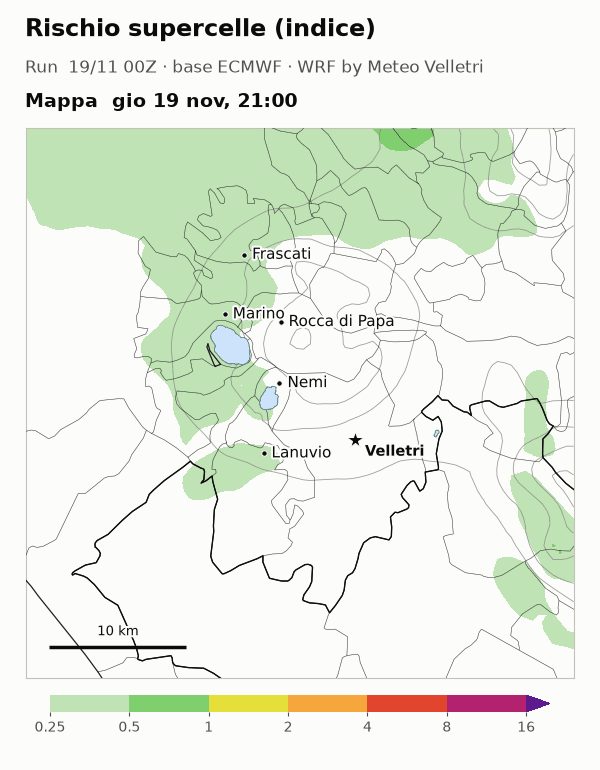 Rischio supercelle (indice)
Run  19/11 00Z · base ECMWF · WRF by Meteo Velletri
Mappa  gio 19 nov, 21:00
Frascati
Marino
Rocca di Papa
Nemi
Velletri
Lanuvio
10 km
0.25 0.5 1 2 4 8 16